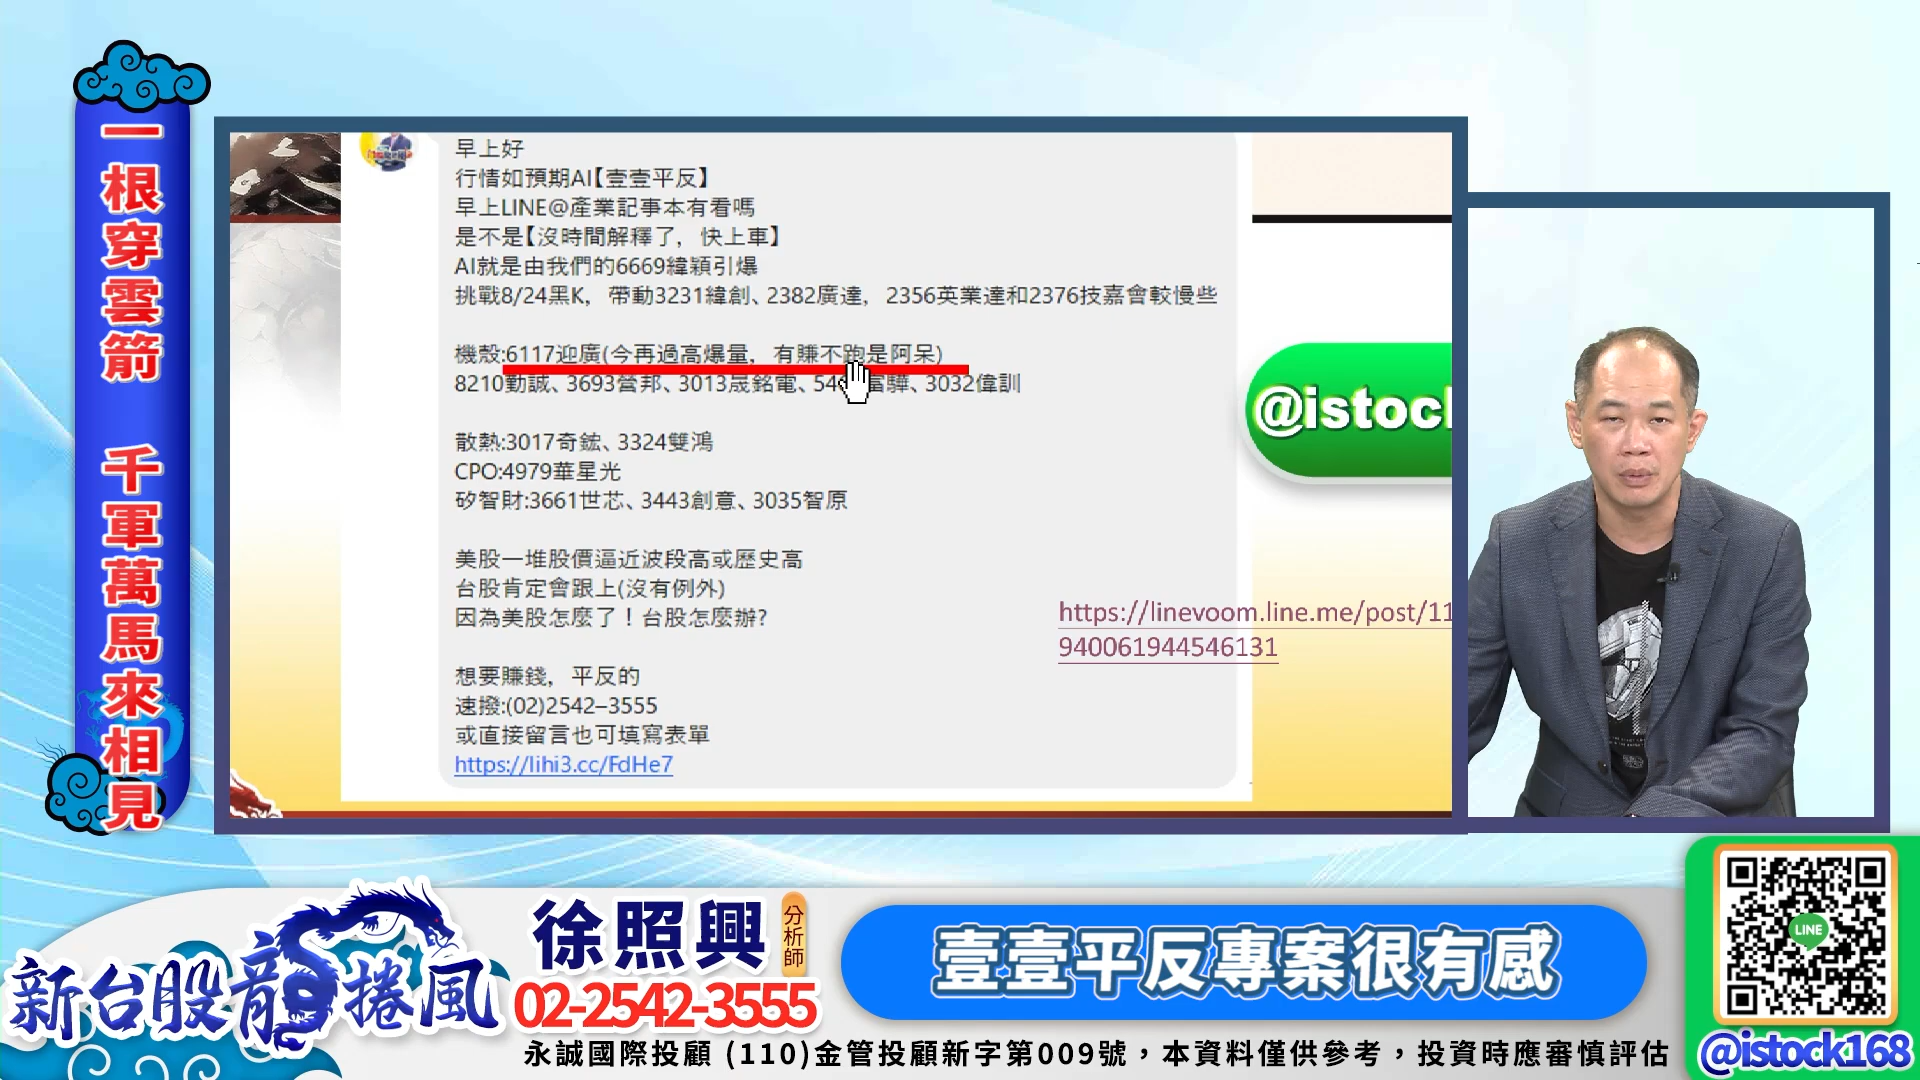 一根穿雲箭 千軍萬馬來相見
早上好
行情如預期AI【壹壹平反】
早上LINE@產業記事本有看嗎
是不是【沒時間解釋了，快上車】
AI就是由我們的6669緯穎引爆
挑戰8/24黑K，帶動3231緯創、2382廣達，2356英業達和2376技嘉會較慢些
機殼:6117迎廣(今再過高爆量，有賺不跑是阿呆)
8210勤誠、3693營邦、3013晟銘電、54 富驊、3032偉訓
散熱:3017奇鋐、3324雙鴻
CPO:4979華星光
矽智財:3661世芯、3443創意、3035智原
美股一堆股價逼近波段高或歷史高
台股肯定會跟上(沒有例外)
因為美股怎麼了！台股怎麼辦?
想要賺錢，平反的
速撥:(02)2542-3555
或直接留言也可填寫表單
https://lihi3.cc/FdHe7
@istock
https://linevoom.line.me/post/11
940061944546131
新台股龍捲風
徐照興 分析師
02-2542-3555
壹壹平反專案很有感
永誠國際投顧 (110)金管投顧新字第009號，本資料僅供參考，投資時應審慎評估
LINE
@istock168